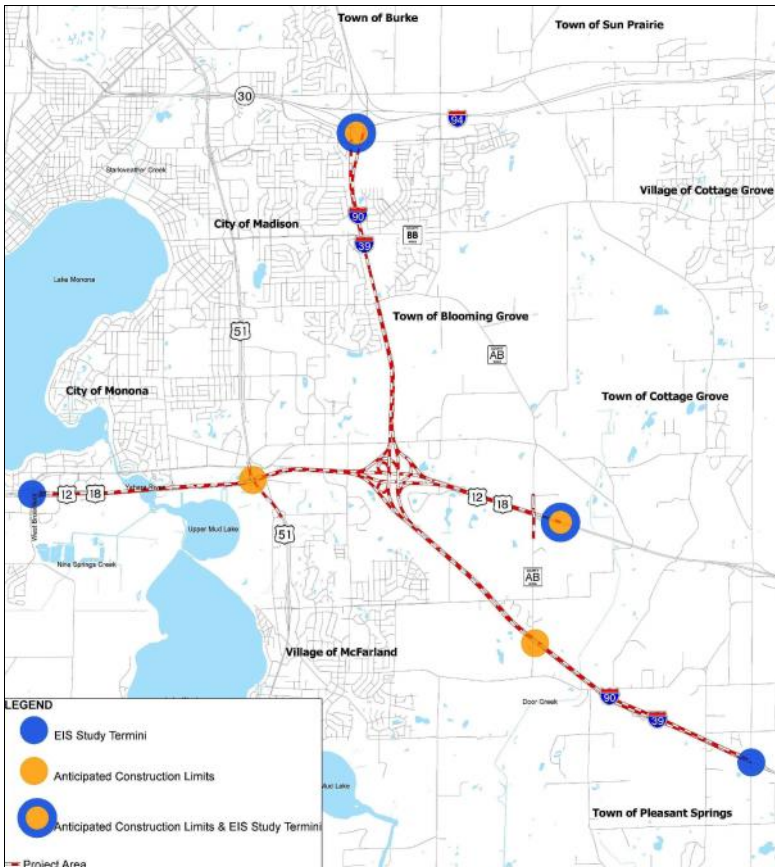 Town of Burke
Town of Sun Prairie
30
94
Starkweather Creek
Village of Cottage Grove
90
City of Madison
BB
39
Lake Monona
Town of Blooming Grove
51
AB
City of Monona
Town of Cottage Grove
12 18
Yahara River
12 18
Upper Mud Lake
51
Nine Springs Creek
AB
Village of McFarland
90
Door Creek
39
LEGEND
EIS Study Termini
Anticipated Construction Limits
Mud Lake
Town of Pleasant Springs
Anticipated Construction Limits & EIS Study Termini
Project Area